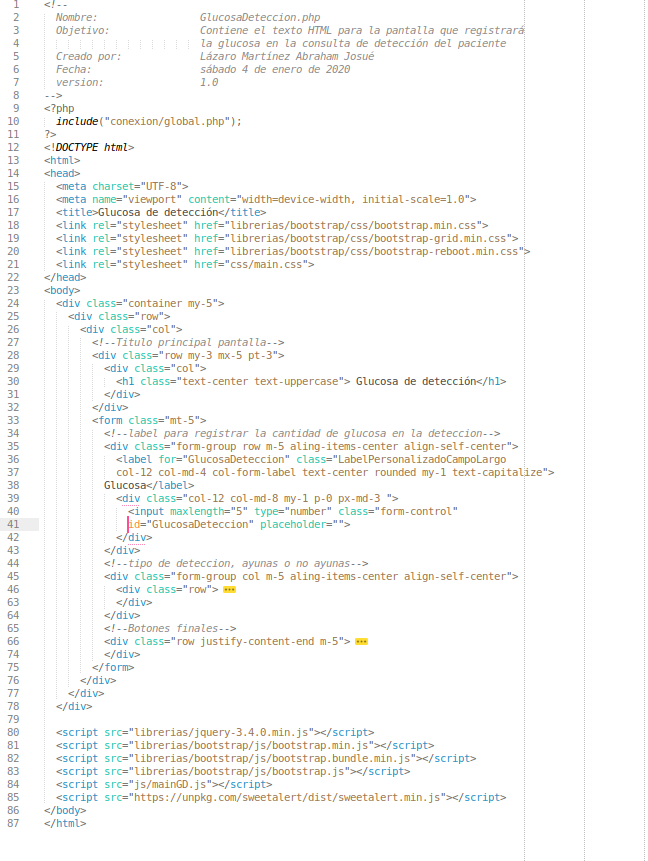 1 <!--
2 Nombre: GlucosaDeteccion.php
3 Objetivo: Contiene el texto HTML para la pantalla que registrará
4 la glucosa en la consulta de detección del paciente
5 Creado por: Lázaro Martínez Abraham Josué
6 Fecha: sábado 4 de enero de 2020
7 version: 1.0
8 -->
9 <?php
10 include("conexion/global.php");
11 ?>
12 <!DOCTYPE html>
13 <html>
14 <head>
15 <meta charset="UTF-8">
16 <meta name="viewport" content="width=device-width, initial-scale=1.0">
17 <title>Glucosa de detección</title>
18 <link rel="stylesheet" href="librerias/bootstrap/css/bootstrap.min.css">
19 <link rel="stylesheet" href="librerias/bootstrap/css/bootstrap-grid.min.css">
20 <link rel="stylesheet" href="librerias/bootstrap/css/bootstrap-reboot.min.css">
21 <link rel="stylesheet" href="css/main.css">
22 </head>
23 <body>
24 <div class="container my-5">
25 <div class="row">
26 <div class="col">
27 <!--Titulo principal pantalla-->
28 <div class="row my-3 mx-5 pt-3">
29 <div class="col">
30 <h1 class="text-center text-uppercase"> Glucosa de detección</h1>
31 </div>
32 </div>
33 <form class="mt-5">
34 <!--label para registrar la cantidad de glucosa en la deteccion-->
35 <div class="form-group row m-5 aling-items-center align-self-center">
36 <label for="GlucosaDeteccion" class="LabelPersonalizadoCampoLargo
37 col-12 col-md-4 col-form-label text-center rounded my-1 text-capitalize">
38 Glucosa</label>
39 <div class="col-12 col-md-8 my-1 p-0 px-md-3 ">
40 <input maxlength="5" type="number" class="form-control"
41 id="GlucosaDeteccion" placeholder="">
42 </div>
43 </div>
44 <!--tipo de deteccion, ayunas o no ayunas-->
45 <div class="form-group col m-5 aling-items-center align-self-center">
46 <div class="row">
63 </div>
64 </div>
65 <!--Botones finales-->
66 <div class="row justify-content-end m-5">
74 </div>
75 </form>
76 </div>
77 </div>
78 </div>
79
80 <script src="librerias/jquery-3.4.0.min.js"></script>
81 <script src="librerias/bootstrap/js/bootstrap.min.js"></script>
82 <script src="librerias/bootstrap/js/bootstrap.bundle.min.js"></script>
83 <script src="librerias/bootstrap/js/bootstrap.js"></script>
84 <script src="js/mainGD.js"></script>
85 <script src="https://unpkg.com/sweetalert/dist/sweetalert.min.js"></script>
86 </body>
87 </html>